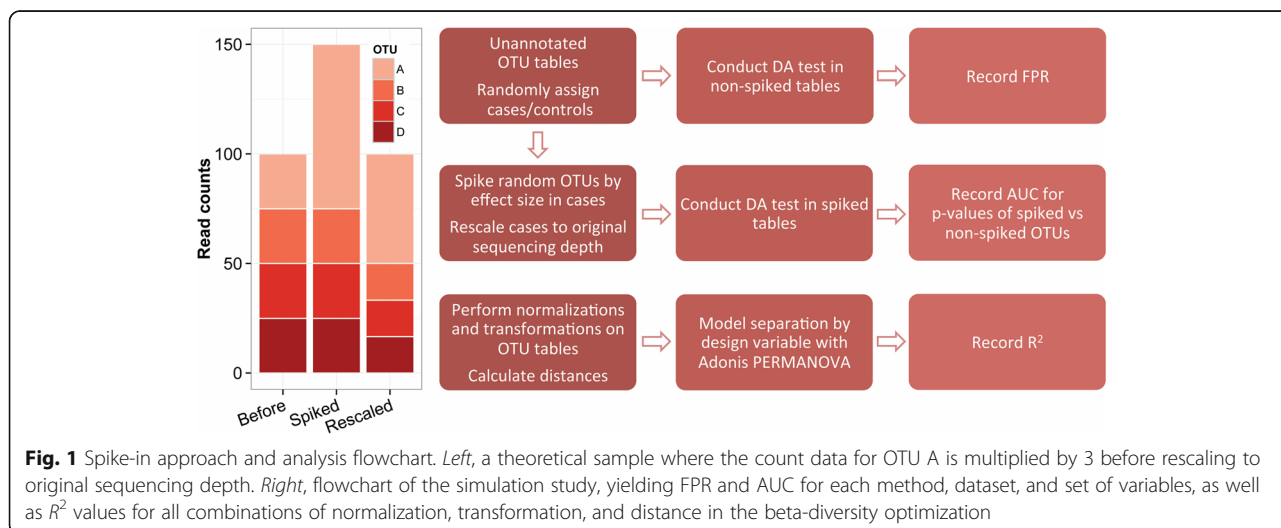 150
100
50
0
Read counts
Before
Spiked
Rescaled
OTU
A
B
C
D
Unannotated
OTU tables
Randomly assign
cases/controls
Conduct DA test in
non-spiked tables
Record FPR
Spike random OTUs by
effect size in cases
Rescale cases to original
sequencing depth
Conduct DA test in spiked
tables
Record AUC for
p-values of spiked vs
non-spiked OTUs
Perform normalizations
and transformations on
OTU tables
Calculate distances
Model separation by
design variable with
Adonis PERMANOVA
Record R²
Fig. 1 Spike-in approach and analysis flowchart. Left, a theoretical sample where the count data for OTU A is multiplied by 3 before rescaling to
original sequencing depth. Right, flowchart of the simulation study, yielding FPR and AUC for each method, dataset, and set of variables, as well
as R² values for all combinations of normalization, transformation, and distance in the beta-diversity optimization